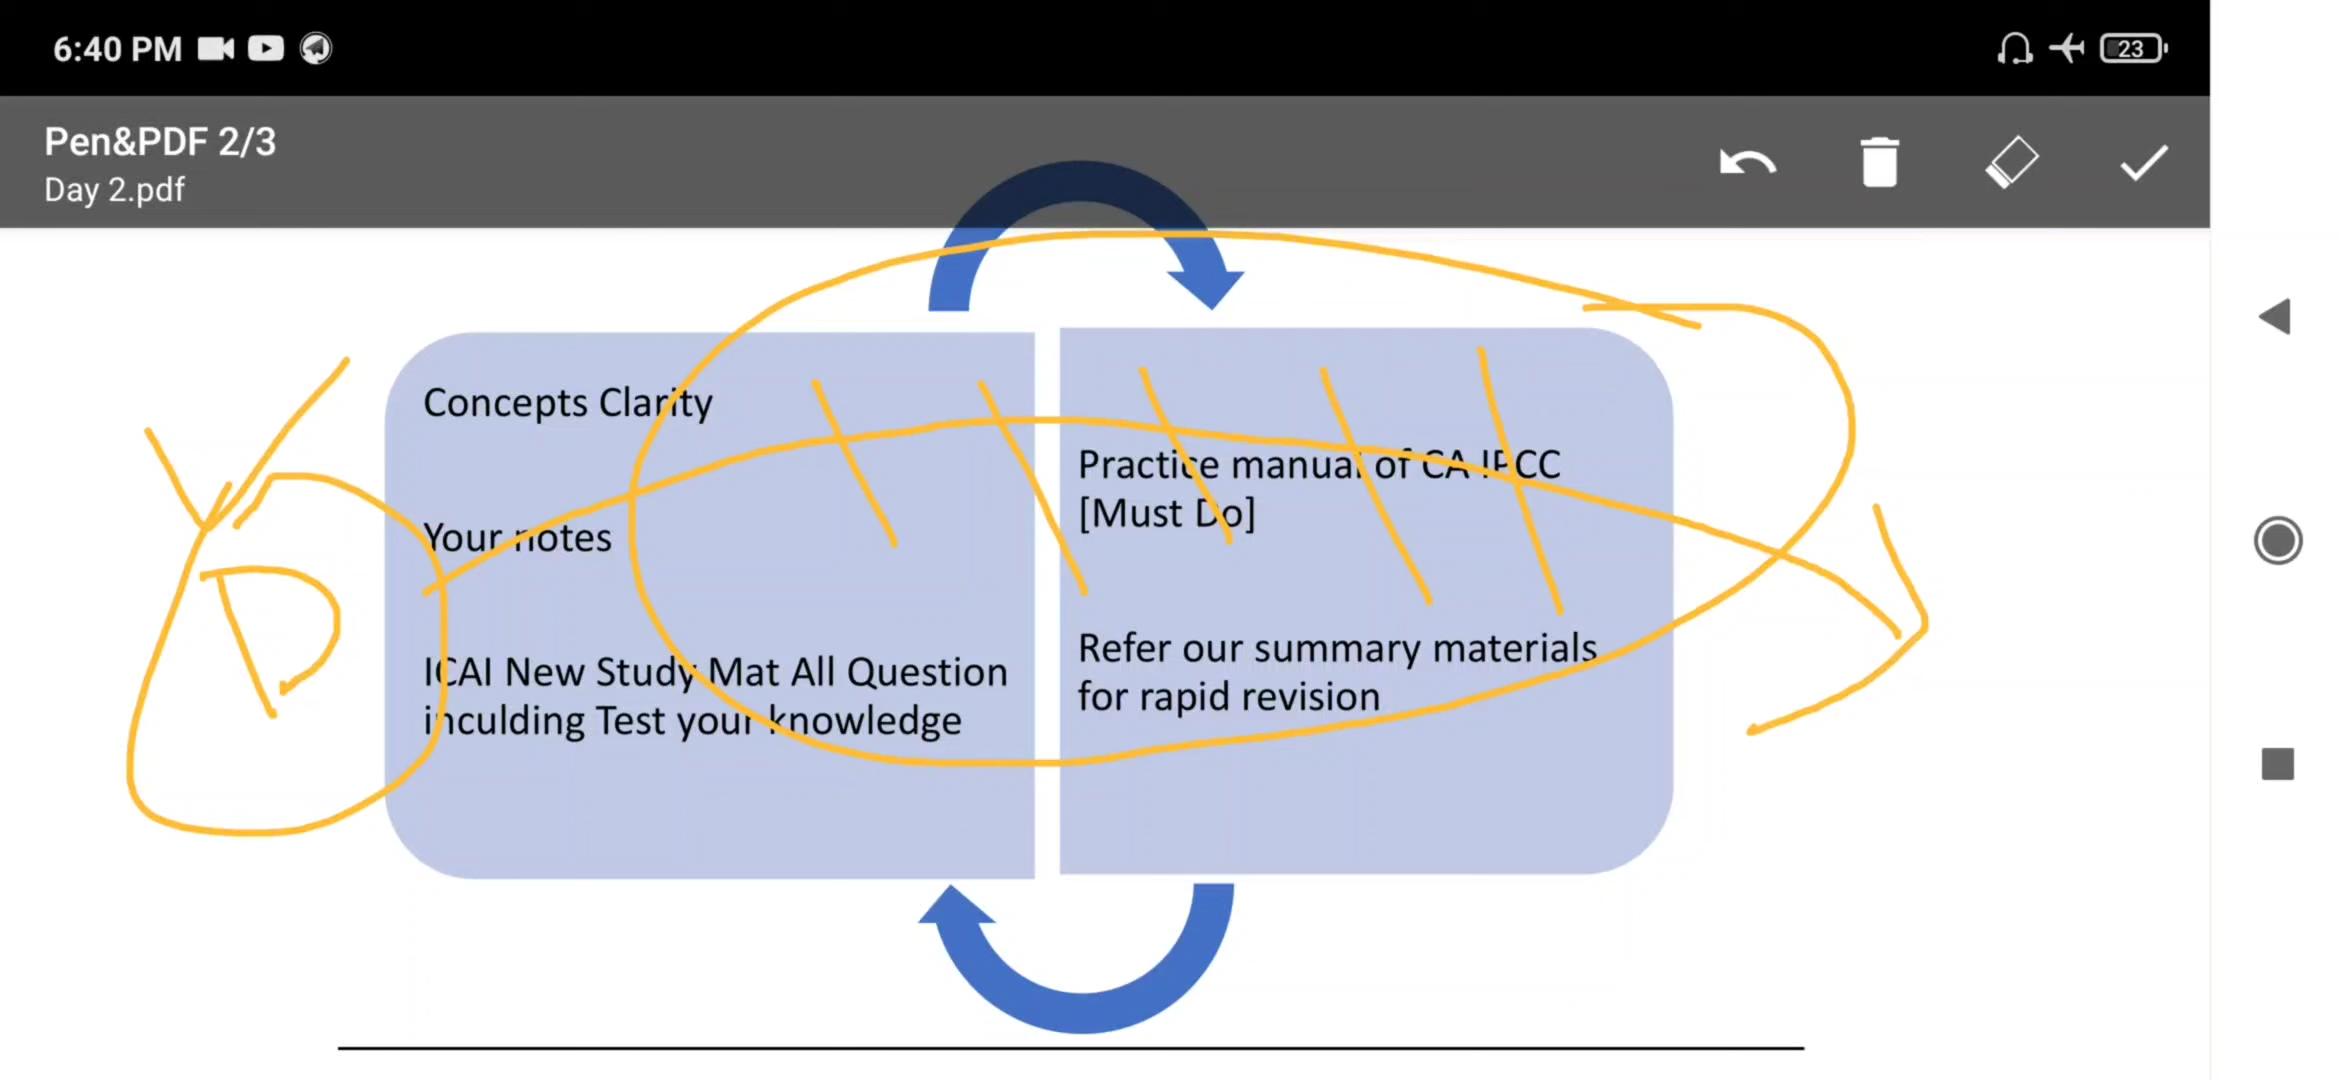 6:40 PM
23
Pen&PDF 2/3
Day 2.pdf
Concepts Clarity
Your notes
ICAI New Study Mat All Question
inculding Test your knowledge
Practice manual of CA IPCC
[Must Do]
Refer our summary materials
for rapid revision
D